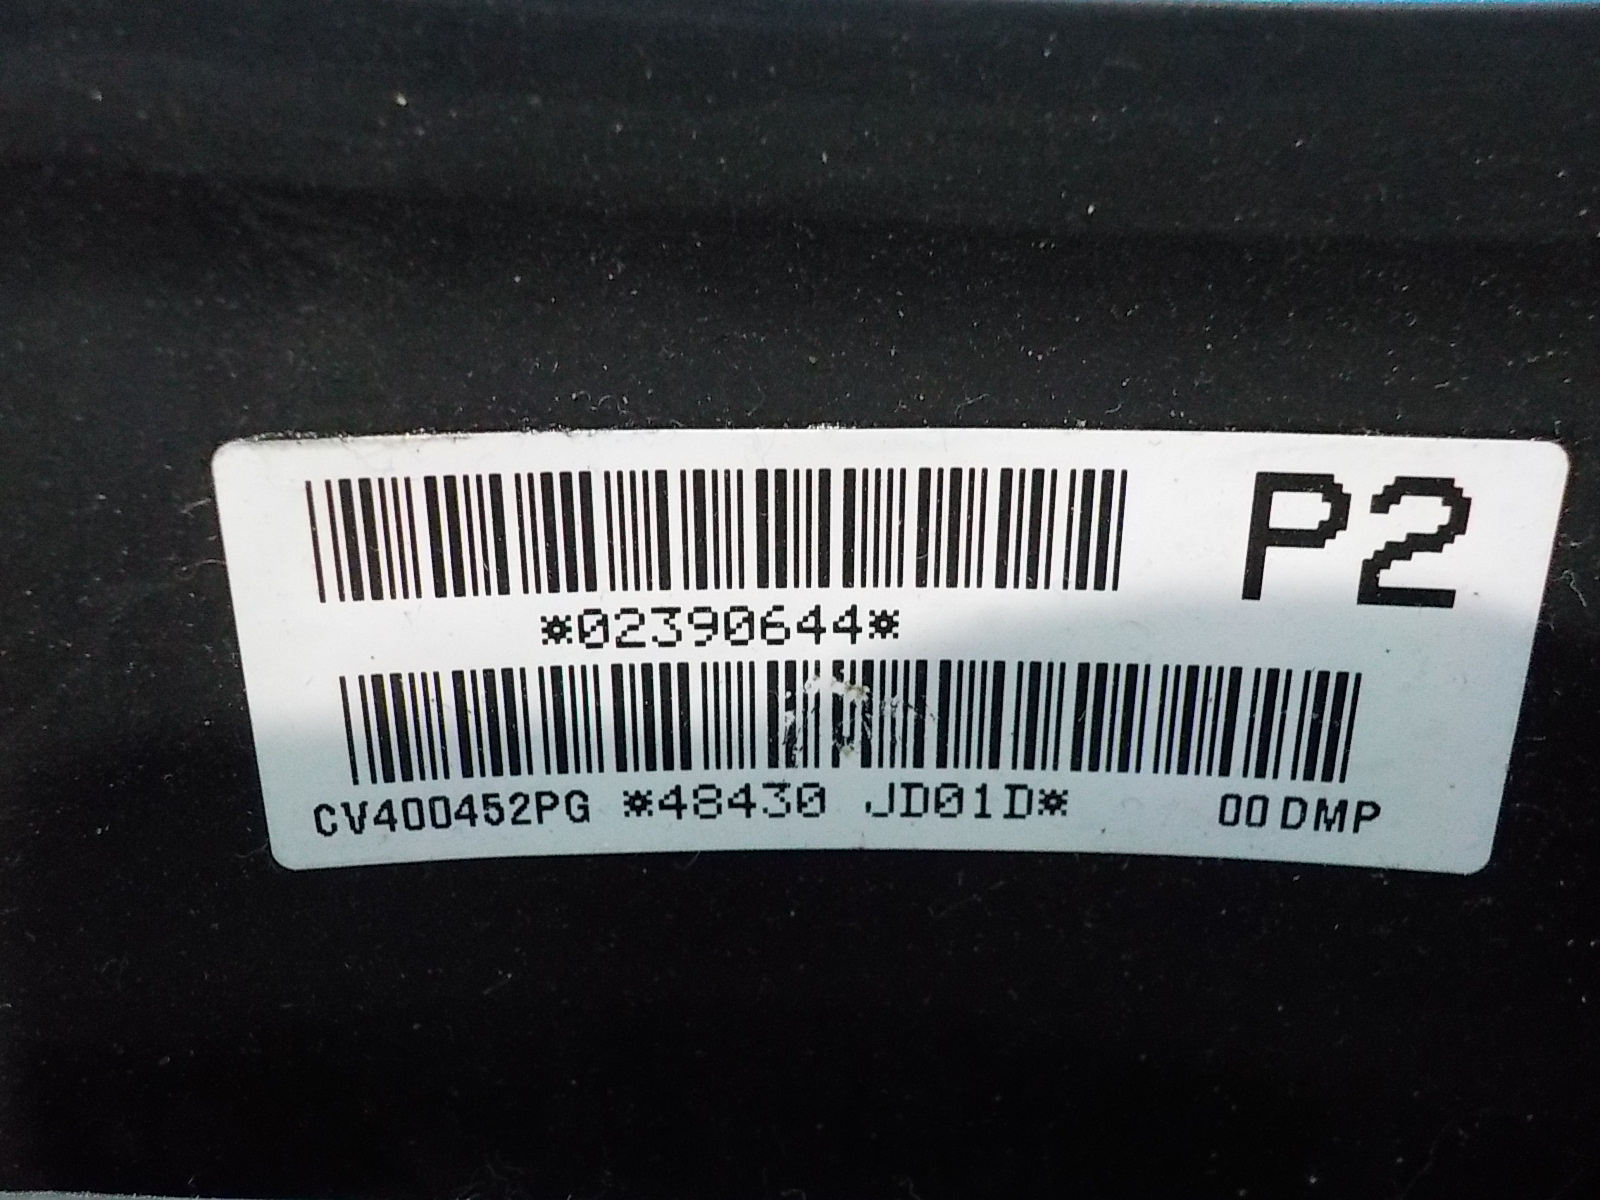 P2
*02390644*
CV400452PG *48430 JD01D* 00DMP